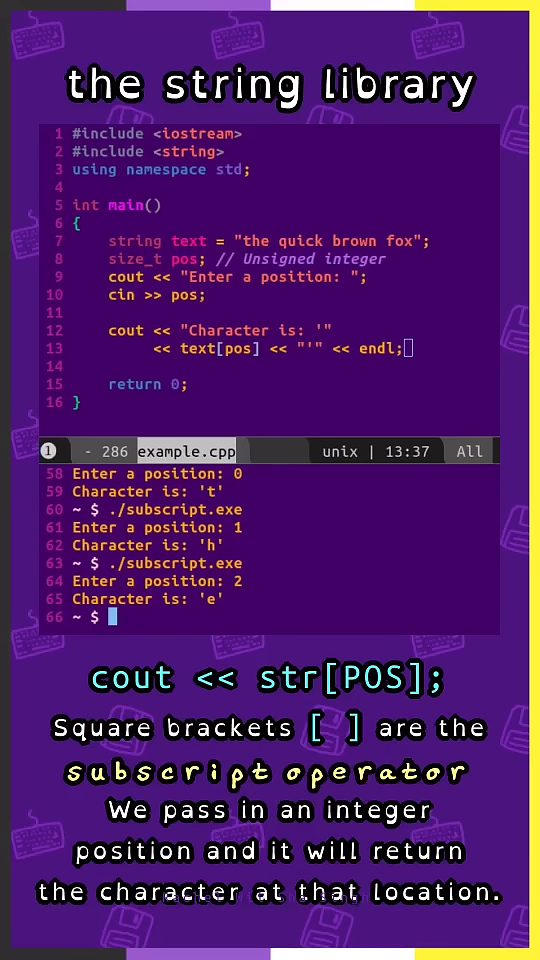 the string library
1 #include <iostream>
2 #include <string>
3 using namespace std;
4
5 int main()
6 {
7     string text = "the quick brown fox";
8     size_t pos; // Unsigned integer
9     cout << "Enter a position: ";
10     cin >> pos;
11
12     cout << "Character is: '"
13          << text[pos] << "'" << endl;
14
15     return 0;
16 }
1 - 286 example.cpp unix | 13:37 All
58 Enter a position: 0
59 Character is: 't'
60 ~ $ ./subscript.exe
61 Enter a position: 1
62 Character is: 'h'
63 ~ $ ./subscript.exe
64 Enter a position: 2
65 Character is: 'e'
66 ~ $
cout << str[POS];
Square brackets [ ] are the
subscript operator
We pass in an integer
position and it will return
the character at that location.